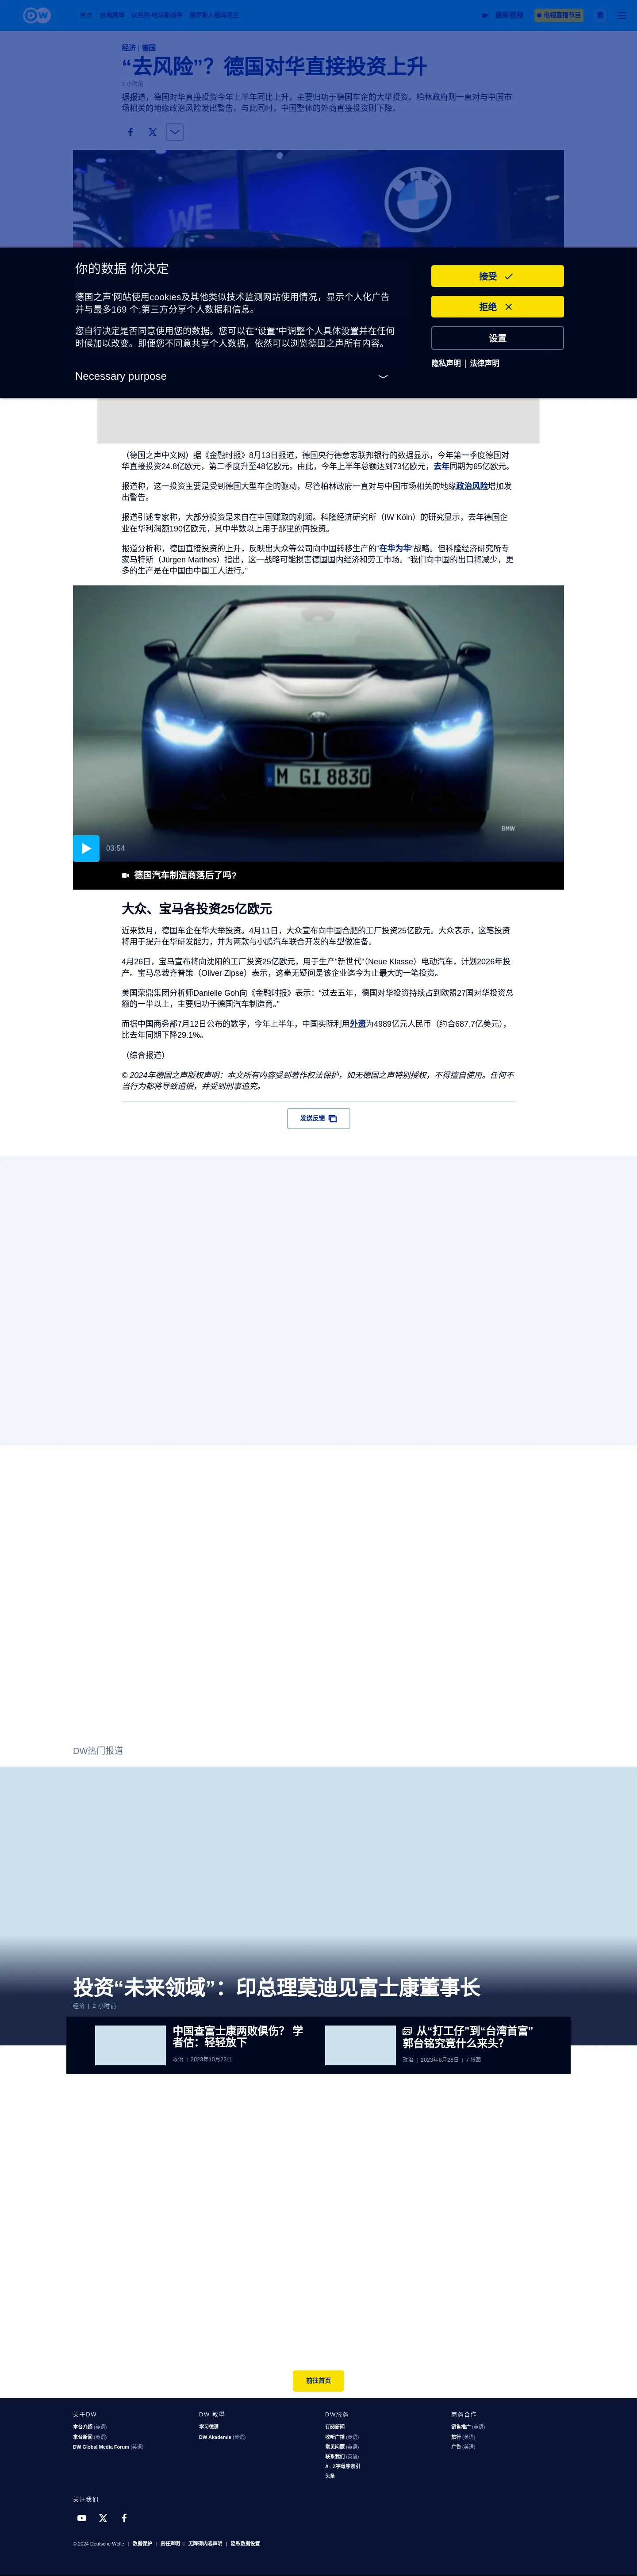 DW
热点
台海局势
以色列-哈马斯战争
俄罗斯入侵乌克兰
最新视频
电视直播节目
经济 | 德国
“去风险”？德国对华直接投资上升
据报道，德国对华直接投资今年上半年同比上升，主要归功于德国车企的大举投资。柏林政府则一直对与中国市
场相关的地缘政治风险发出警告。与此同时，中国整体的外商直接投资则下降。
你的数据 你决定
德国之声'网站使用cookies及其他类似技术监测网站使用情况，显示个人化广告
并与最多169 个;第三方分享个人数据和信息。
您自行决定是否同意使用您的数据。您可以在“设置”中调整个人具体设置并在任何
时候加以改变。即便您不同意共享个人数据，依然可以浏览德国之声所有内容。
Necessary purpose
接受
拒绝
设置
隐私声明 | 法律声明
（德国之声中文网）据《金融时报》8月13日报道，德国央行德意志联邦银行的数据显示，今年第一季度德国对
华直接投资24.8亿欧元，第二季度升至48亿欧元。由此，今年上半年总额达到73亿欧元，去年同期为65亿欧元。
报道称，这一投资主要是受到德国大型车企的驱动，尽管柏林政府一直对与中国市场相关的地缘政治风险增加发
出警告。
报道引述专家称，大部分投资是来自在中国赚取的利润。科隆经济研究所（IW Köln）的研究显示，去年德国企
业在华利润额190亿欧元，其中半数以上用于那里的再投资。
报道分析称，德国直接投资的上升，反映出大众等公司向中国转移生产的“在华为华”战略。但科隆经济研究所专
家马特斯（Jürgen Matthes）指出，这一战略可能损害德国国内经济和劳工市场。“我们向中国的出口将减少，更
多的生产是在中国由中国工人进行。”
M GI 8830
BMW
03:54
德国汽车制造商落后了吗?
大众、宝马各投资25亿欧元
近来数月，德国车企在华大举投资。4月11日，大众宣布向中国合肥的工厂投资25亿欧元。大众表示，这笔投资
将用于提升在华研发能力，并为两款与小鹏汽车联合开发的车型做准备。
4月26日，宝马宣布将向沈阳的工厂投资25亿欧元，用于生产“新世代”（Neue Klasse）电动汽车，计划2026年投
产。宝马总裁齐普策（Oliver Zipse）表示，这毫无疑问是该企业迄今为止最大的一笔投资。
美国荣鼎集团分析师Danielle Goh向《金融时报》表示：“过去五年，德国对华投资持续占到欧盟27国对华投资总
额的一半以上，主要归功于德国汽车制造商。”
而据中国商务部7月12日公布的数字，今年上半年，中国实际利用外资为4989亿元人民币（约合687.7亿美元），
比去年同期下降29.1%。
（综合报道）
© 2024年德国之声版权声明：本文所有内容受到著作权法保护，如无德国之声特别授权，不得擅自使用。任何不
当行为都将导致追偿，并受到刑事追究。
发送反馈
DW热门报道
投资“未来领域”：印总理莫迪见富士康董事长
经济 | 2 小时前
中国查富士康两败俱伤？ 学
者估：轻轻放下
政治 | 2023年10月23日
从“打工仔”到“台湾首富”
郭台铭究竟什么来头？
政治 | 2023年8月29日 | 7 张图
前往首页
关于DW
本台介绍 (英语)
本台新闻 (英语)
DW Global Media Forum (英语)
DW 教學
学习德语
DW Akademie (英语)
DW服务
订阅新闻
收听广播 (英语)
常见问题 (英语)
联系我们 (英语)
A - Z字母序索引
头条
商务合作
销售推广 (英语)
旅行 (英语)
广告 (英语)
关注我们
© 2024 Deutsche Welle | 数据保护 | 责任声明 | 无障碍内容声明 | 隐私数据设置